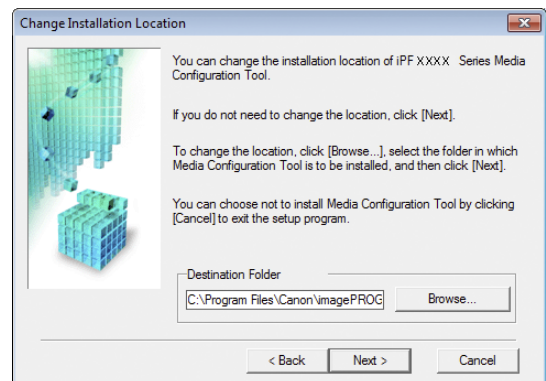 Change Installation Location
You can change the installation location of iPF XXXX Series Media
Configuration Tool.
If you do not need to change the location, click [Next].
To change the location, click [Browse...], select the folder in which
Media Configuration Tool is to be installed, and then click [Next].
You can choose not to install Media Configuration Tool by clicking
[Cancel] to exit the setup program.
Destination Folder
C:\Program Files\Canon\imagePROG
Browse...
< Back
Next >
Cancel